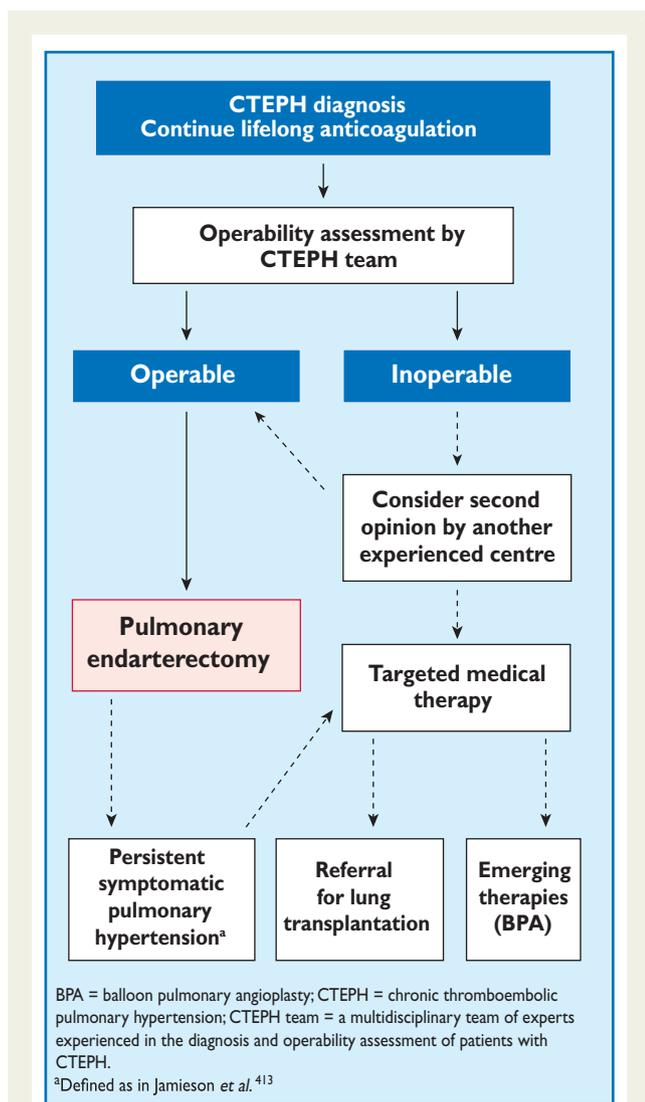 CTEPH diagnosis
Continue lifelong anticoagulation
Operability assessment by
CTEPH team
Operable
Inoperable
Consider second
opinion by another
experienced centre
Pulmonary
endarterectomy
Targeted medical
therapy
Persistent
symptomatic
pulmonary
hypertensionᵃ
Referral
for lung
transplantation
Emerging
therapies
(BPA)
BPA = balloon pulmonary angioplasty; CTEPH = chronic thromboembolic
pulmonary hypertension; CTEPH team = a multidisciplinary team of experts
experienced in the diagnosis and operability assessment of patients with
CTEPH.
ᵃDefined as in Jamieson et al.⁴¹³